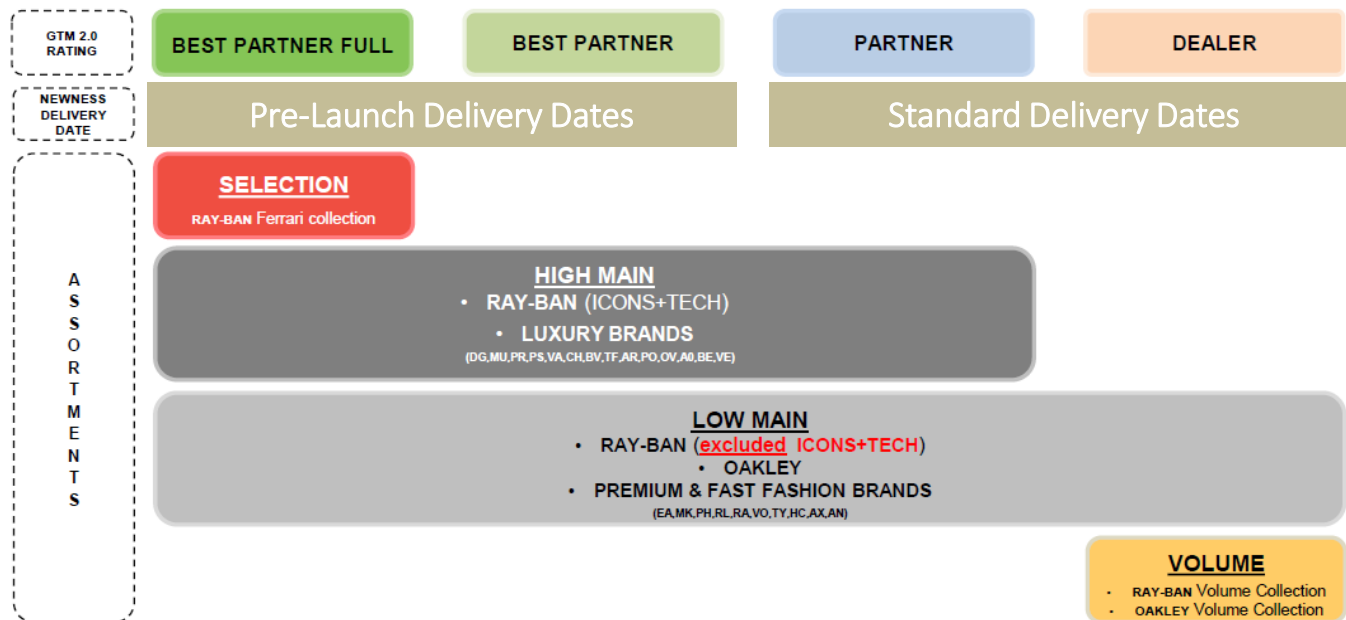 GTM 2.0
RATING
BEST PARTNER FULL
BEST PARTNER
PARTNER
DEALER
NEWNESS
DELIVERY
DATE
Pre-Launch Delivery Dates
Standard Delivery Dates
A
S
S
O
R
T
M
E
N
T
S
SELECTION
RAY-BAN Ferrari collection
HIGH MAIN
• RAY-BAN (ICONS+TECH)
• LUXURY BRANDS
(DG,MU,PR,PS,VA,CH,BV,TF,AR,PO,OV,A0,BE,VE)
LOW MAIN
• RAY-BAN (excluded ICONS+TECH)
• OAKLEY
• PREMIUM & FAST FASHION BRANDS
(EA,MK,PH,RL,RA,VO,TY,HC,AX,AN)
VOLUME
• RAY-BAN Volume Collection
• OAKLEY Volume Collection